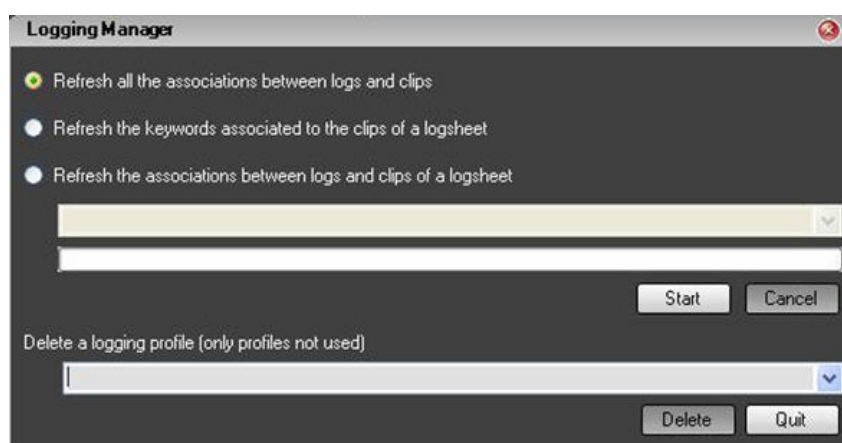 Logging Manager
Refresh all the associations between logs and clips
Refresh the keywords associated to the clips of a logsheet
Refresh the associations between logs and clips of a logsheet
Start Cancel
Delete a logging profile (only profiles not used)
Delete Quit